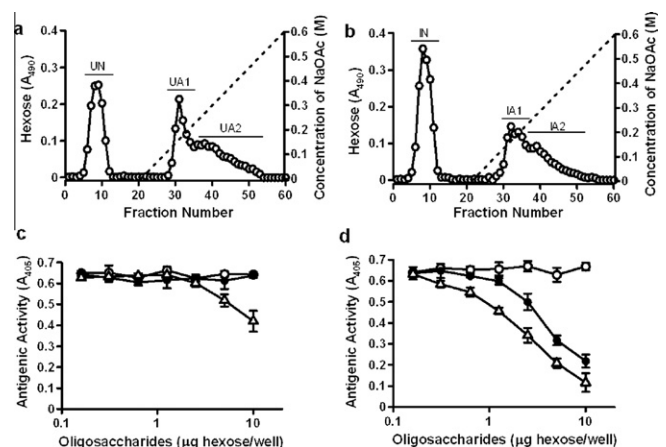 a
Hexose (A490)
0.4
0.3
0.2
0.1
0
UN
UA1
UA2
0.6
0.5
0.4
0.3
0.2
0.1
0
Concentration of NaOAc (M)
0 10 20 30 40 50 60
Fraction Number
b
Hexose (A490)
0.4
0.3
0.2
0.1
0
IN
IA1
IA2
0.6
0.5
0.4
0.3
0.2
0.1
0
Concentration of NaOAc (M)
0 10 20 30 40 50 60
Fraction Number
c
Antigenic Activity (A405)
0.7
0.6
0.5
0.4
0.3
0.2
0.1
0
0.1 1 10
Oligosaccharides (μg hexose/well)
d
Antigenic Activity (A405)
0.7
0.6
0.5
0.4
0.3
0.2
0.1
0
0.1 1 10
Oligosaccharides (μg hexose/well)